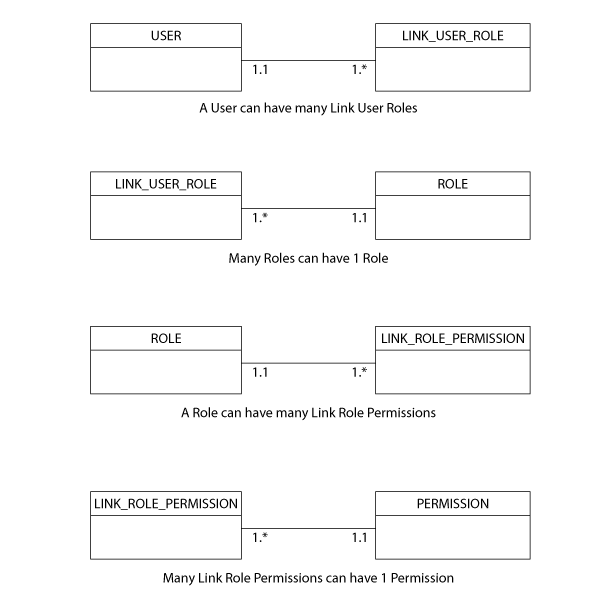 USER
LINK_USER_ROLE
1.1
1.*
A User can have many Link User Roles
LINK_USER_ROLE
ROLE
1.*
1.1
Many Roles can have 1 Role
ROLE
LINK_ROLE_PERMISSION
1.1
1.*
A Role can have many Link Role Permissions
LINK_ROLE_PERMISSION
PERMISSION
1.*
1.1
Many Link Role Permissions can have 1 Permission